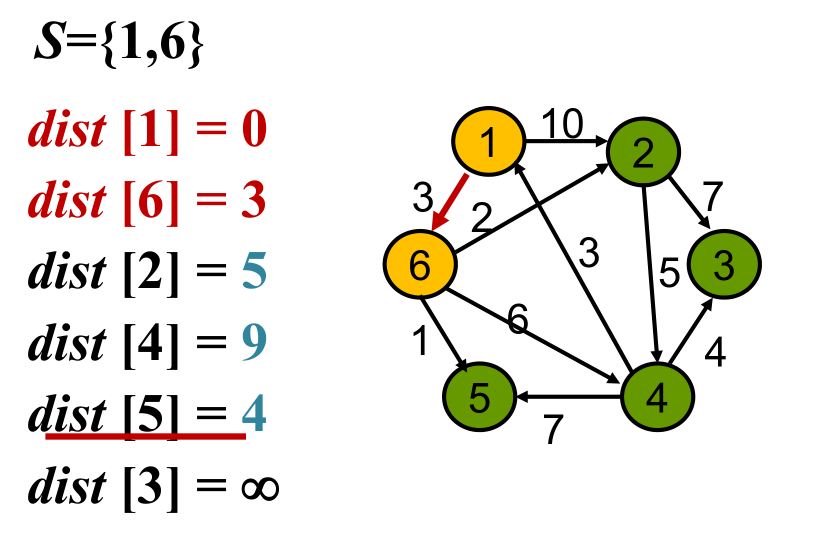 S={1,6}
dist [1] = 0
dist [6] = 3
dist [2] = 5
dist [4] = 9
dist [5] = 4
dist [3] = ∞
1
10
2
3
2
7
6
3
5
3
6
1
4
5
4
7